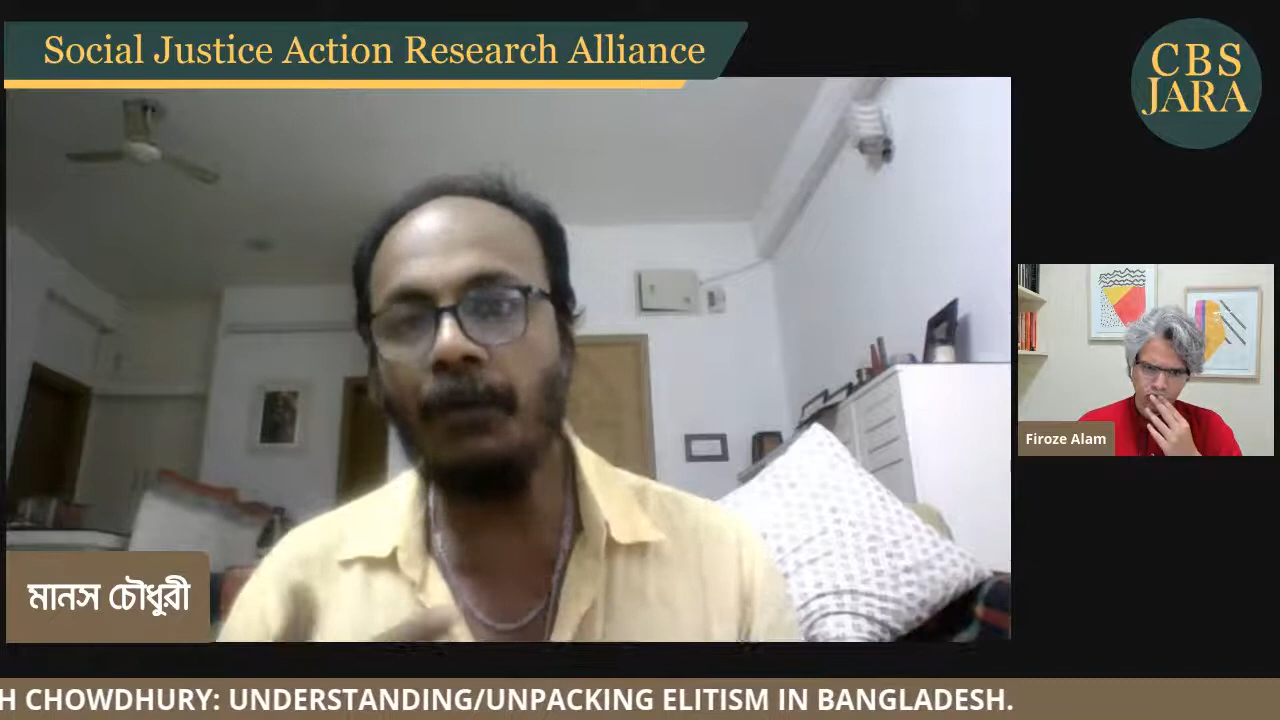 Social Justice Action Research Alliance
CBS
JARA
Firoze Alam
মানস চৌধুরী
H CHOWDHURY: UNDERSTANDING/UNPACKING ELITISM IN BANGLADESH.